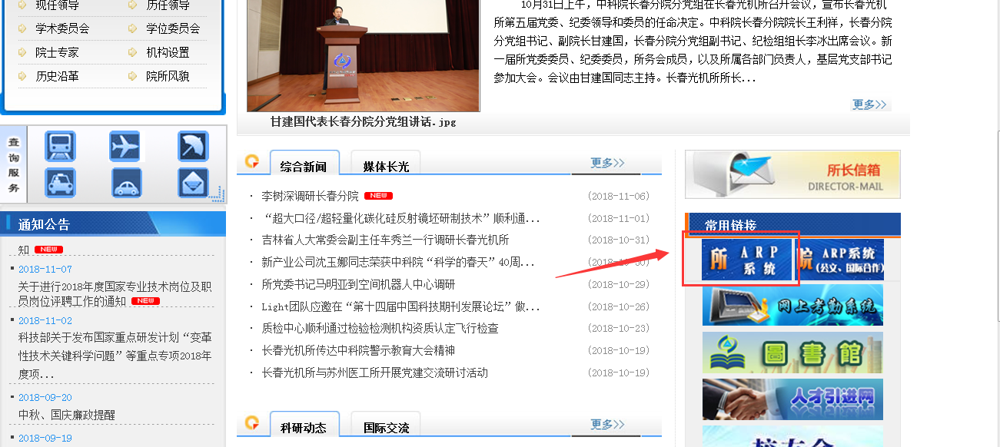 现任领导
历任领导
学术委员会
学位委员会
院士专家
机构设置
历史沿革
院所风貌
查询服务
通知公告
知 NEW
2018-11-07
关于进行2018年度国家专业技术岗位及职
员岗位评聘工作的通知 NEW
2018-11-02
科技部关于发布国家重点研发计划“变革
性技术关键科学问题”等重点专项2018年
度项...
2018-09-20
中秋、国庆廉政提醒
2018-09-19
甘建国代表长春分院分党组讲话.jpg
10月31日上午，中科院长春分院分党组在长春光机所召开会议，宣布长春光机
所第五届党委、纪委领导和委员的任命决定。中科院长春分院院长王利祥，长春分院
分党组书记、副院长甘建国，长春分院分党组副书记、纪检组组长李冰出席会议。新
一届所党委委员、纪委委员，所务会成员，以及所属各部门负责人，基层党支部书记
参加大会。会议由甘建国同志主持。长春光机所所长...
更多>>
综合新闻
媒体长光
更多>>
· 李树深调研长春分院 NEW (2018-11-06)
· “超大口径/超轻量化碳化硅反射镜坯研制技术”顺利通... (2018-11-01)
· 吉林省人大常委会副主任车秀兰一行调研长春光机所 (2018-10-31)
· 新产业公司沈玉娜同志荣获中科院“科学的春天”40周... (2018-10-30)
· 所党委书记马明亚到空间机器人中心调研 (2018-10-29)
· Light团队应邀在“第十四届中国科技期刊发展论坛”做... (2018-10-26)
· 质检中心顺利通过检验检测机构资质认定飞行检查 (2018-10-23)
· 长春光机所传达中科院警示教育大会精神 (2018-10-19)
· 长春光机所与苏州医工所开展党建交流研讨活动 (2018-10-19)
科研动态
国际交流
更多>>
所长信箱
DIRECTOR-MAIL
常用链接
所 ARP
系统
院 ARP系统
(公文、国际合作)
网上考勤系统
圖書館
人才引进网
校友会